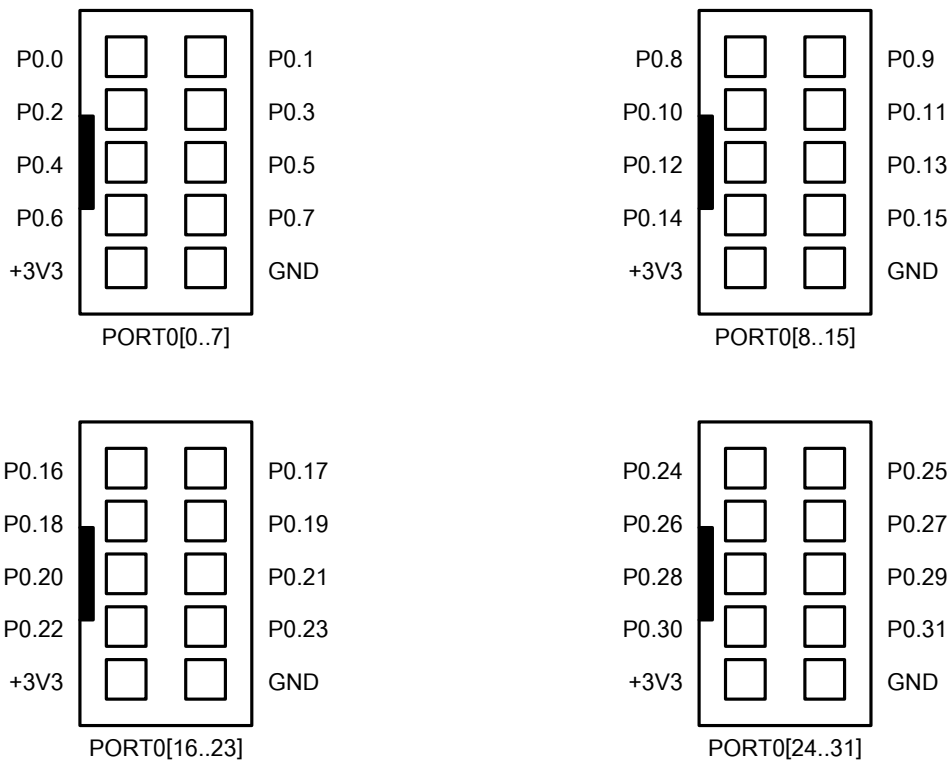 P0.0 P0.1
P0.2 P0.3
P0.4 P0.5
P0.6 P0.7
+3V3 GND
PORT0[0..7]
P0.8 P0.9
P0.10 P0.11
P0.12 P0.13
P0.14 P0.15
+3V3 GND
PORT0[8..15]
P0.16 P0.17
P0.18 P0.19
P0.20 P0.21
P0.22 P0.23
+3V3 GND
PORT0[16..23]
P0.24 P0.25
P0.26 P0.27
P0.28 P0.29
P0.30 P0.31
+3V3 GND
PORT0[24..31]